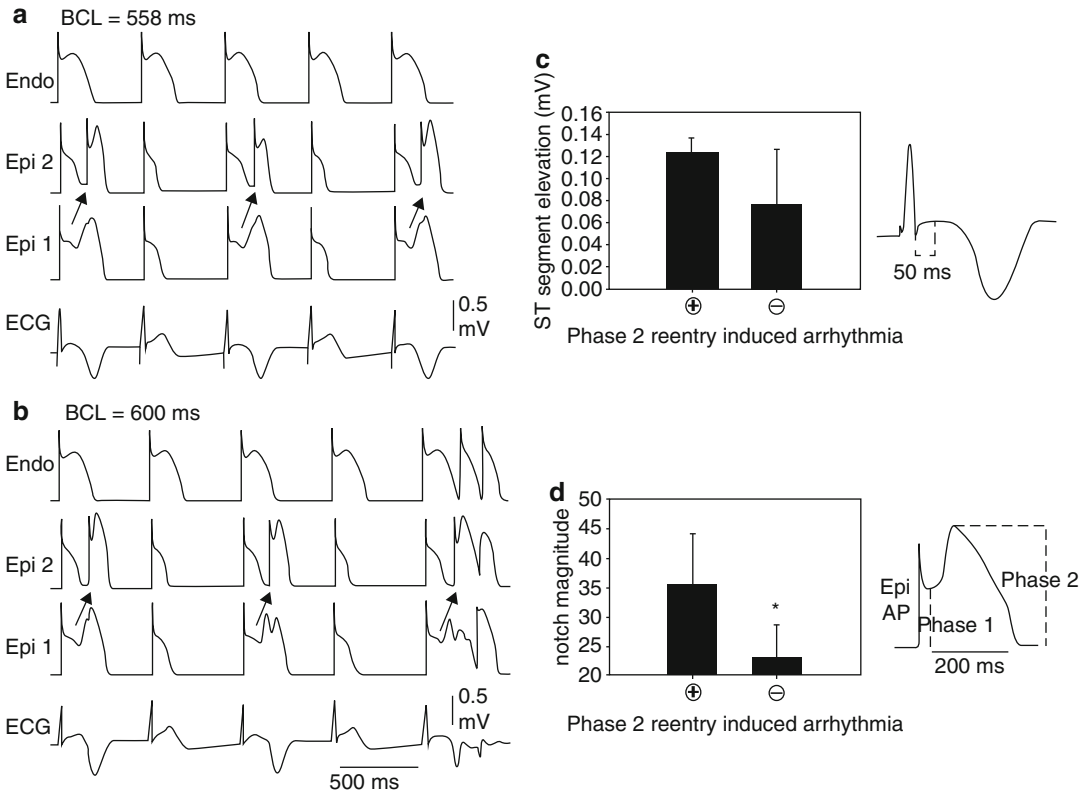 a
BCL = 558 ms
Endo
Epi 2
Epi 1
ECG
0.5
mV
b
BCL = 600 ms
Endo
Epi 2
Epi 1
ECG
0.5
mV
500 ms
c
ST segment elevation (mV)
0.16
0.14
0.12
0.10
0.08
0.06
0.04
0.02
0.00
+
−
Phase 2 reentry induced arrhythmia
50 ms
d
notch magnitude
50
45
40
35
30
25
20
*
+
−
Phase 2 reentry induced arrhythmia
Epi
AP
Phase 1
Phase 2
200 ms